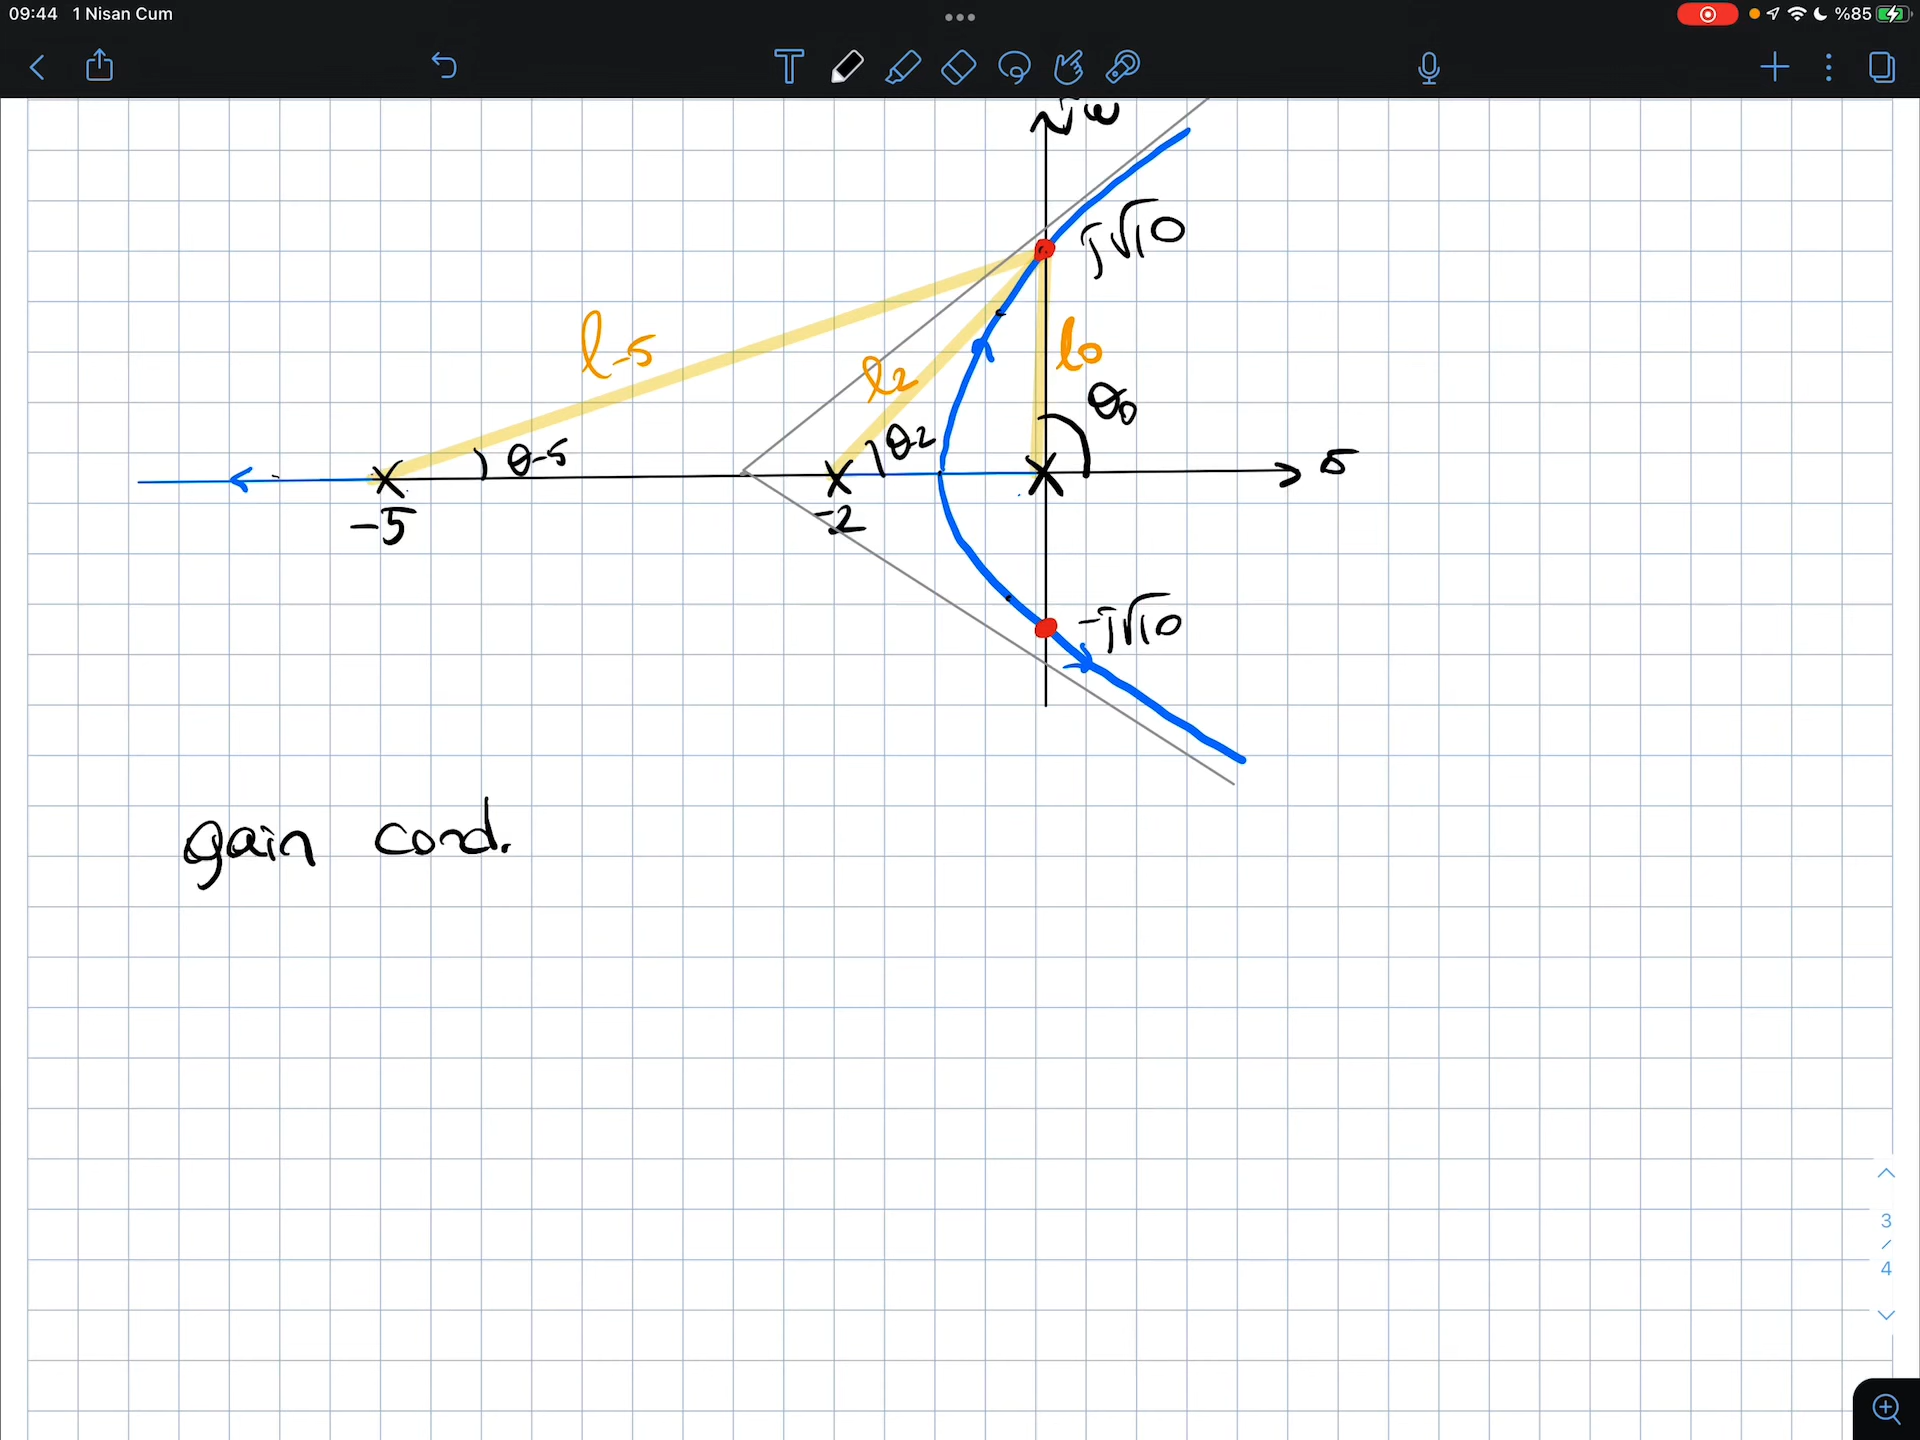 09:44 1 Nisan Cum
%85
T
jω
j√10
l-5
l0
l2
θ0
θ-2
θ-5
σ
-5
-2
-j√10
gain cond.
3
/
4